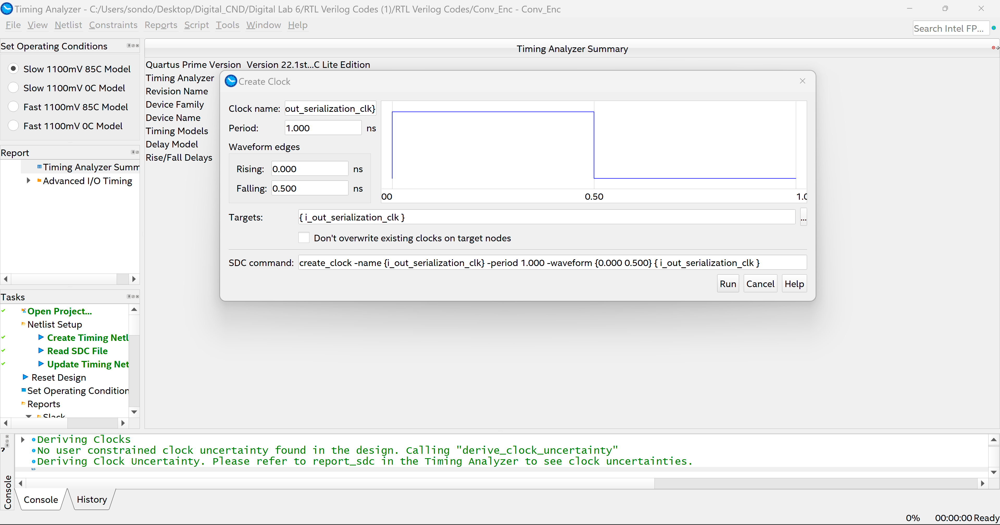 Timing Analyzer - C:/Users/sondo/Desktop/Digital_CND/Digital Lab 6/RTL Verilog Codes (1)/RTL Verilog Codes/Conv_Enc - Conv_Enc
File View Netlist Constraints Reports Script Tools Window Help
Search Intel FP...
Set Operating Conditions
Slow 1100mV 85C Model
Slow 1100mV 0C Model
Fast 1100mV 85C Model
Fast 1100mV 0C Model
Report
Timing Analyzer Summ
Advanced I/O Timing
Tasks
Open Project...
Netlist Setup
Create Timing Netl
Read SDC File
Update Timing Net
Reset Design
Set Operating Condition
Reports
Slack
Timing Analyzer Summary
Quartus Prime Version Version 22.1st...C Lite Edition
Timing Analyzer
Revision Name
Device Family
Device Name
Timing Models
Delay Model
Rise/Fall Delays
Create Clock
Clock name: out_serialization_clk}
Period: 1.000 ns
Waveform edges
Rising: 0.000 ns
Falling: 0.500 ns
00 0.50 1.0
Targets: { i_out_serialization_clk } ...
Don't overwrite existing clocks on target nodes
SDC command: create_clock -name {i_out_serialization_clk} -period 1.000 -waveform {0.000 0.500} { i_out_serialization_clk }
Run Cancel Help
Deriving Clocks
No user constrained clock uncertainty found in the design. Calling "derive_clock_uncertainty"
Deriving Clock Uncertainty. Please refer to report_sdc in the Timing Analyzer to see clock uncertainties.
tcl>
Console
Console History
0% 00:00:00 Ready